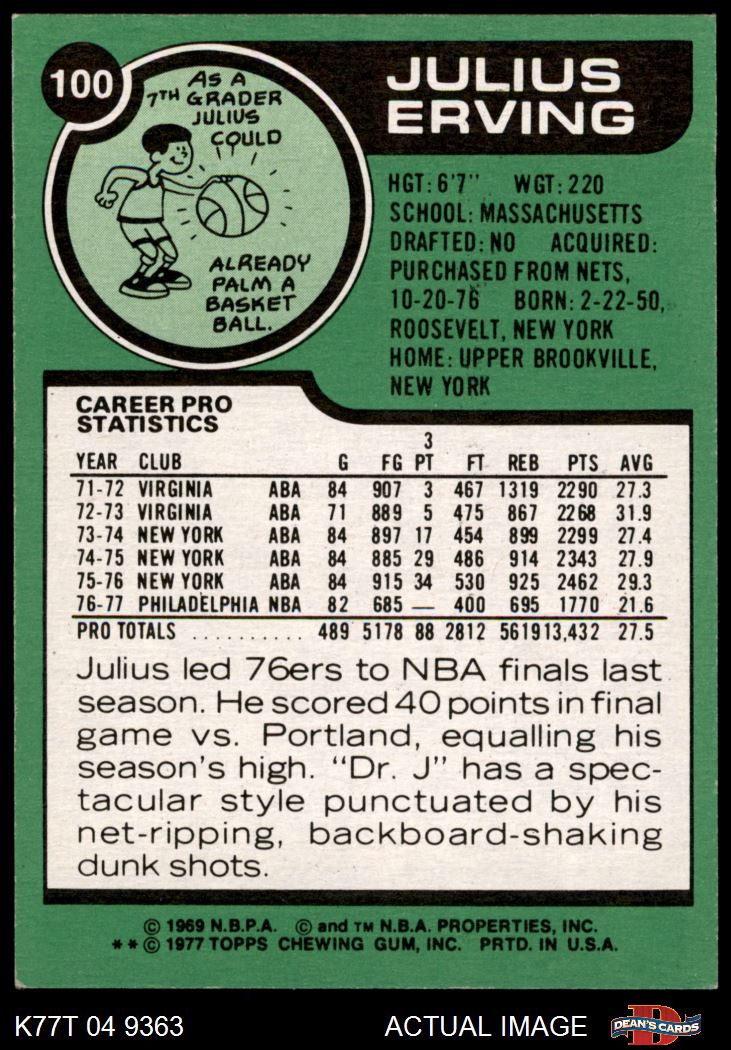 100
AS A
7TH GRADER
JULIUS
COULD
ALREADY
PALM A
BASKET
BALL.
JULIUS
ERVING
HGT: 6'7" WGT: 220
SCHOOL: MASSACHUSETTS
DRAFTED: NO ACQUIRED:
PURCHASED FROM NETS,
10-20-76 BORN: 2-22-50,
ROOSEVELT, NEW YORK
HOME: UPPER BROOKVILLE,
NEW YORK
CAREER PRO
STATISTICS
YEAR CLUB G FG 3 PT FT REB PTS AVG
71-72 VIRGINIA ABA 84 907 3 467 1319 2290 27.3
72-73 VIRGINIA ABA 71 889 5 475 867 2268 31.9
73-74 NEW YORK ABA 84 897 17 454 899 2299 27.4
74-75 NEW YORK ABA 84 885 29 486 914 2343 27.9
75-76 NEW YORK ABA 84 915 34 530 925 2462 29.3
76-77 PHILADELPHIA NBA 82 685 — 400 695 1770 21.6
PRO TOTALS .......... 489 5178 88 2812 5619 13,432 27.5
Julius led 76ers to NBA finals last
season. He scored 40 points in final
game vs. Portland, equalling his
season's high. "Dr. J" has a spec-
tacular style punctuated by his
net-ripping, backboard-shaking
dunk shots.
© 1969 N.B.P.A. © and TM N.B.A. PROPERTIES, INC.
** © 1977 TOPPS CHEWING GUM, INC. PRTD. IN U.S.A.
K77T 04 9363 ACTUAL IMAGE
D
DEAN'S CARDS